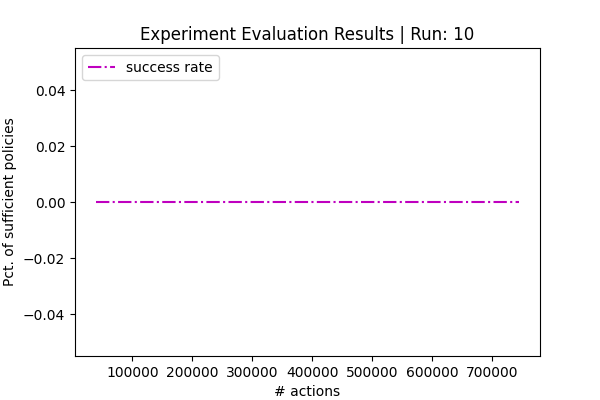 Experiment Evaluation Results | Run: 10
success rate
Pct. of sufficient policies
0.04
0.02
0.00
−0.02
−0.04
100000 200000 300000 400000 500000 600000 700000
# actions